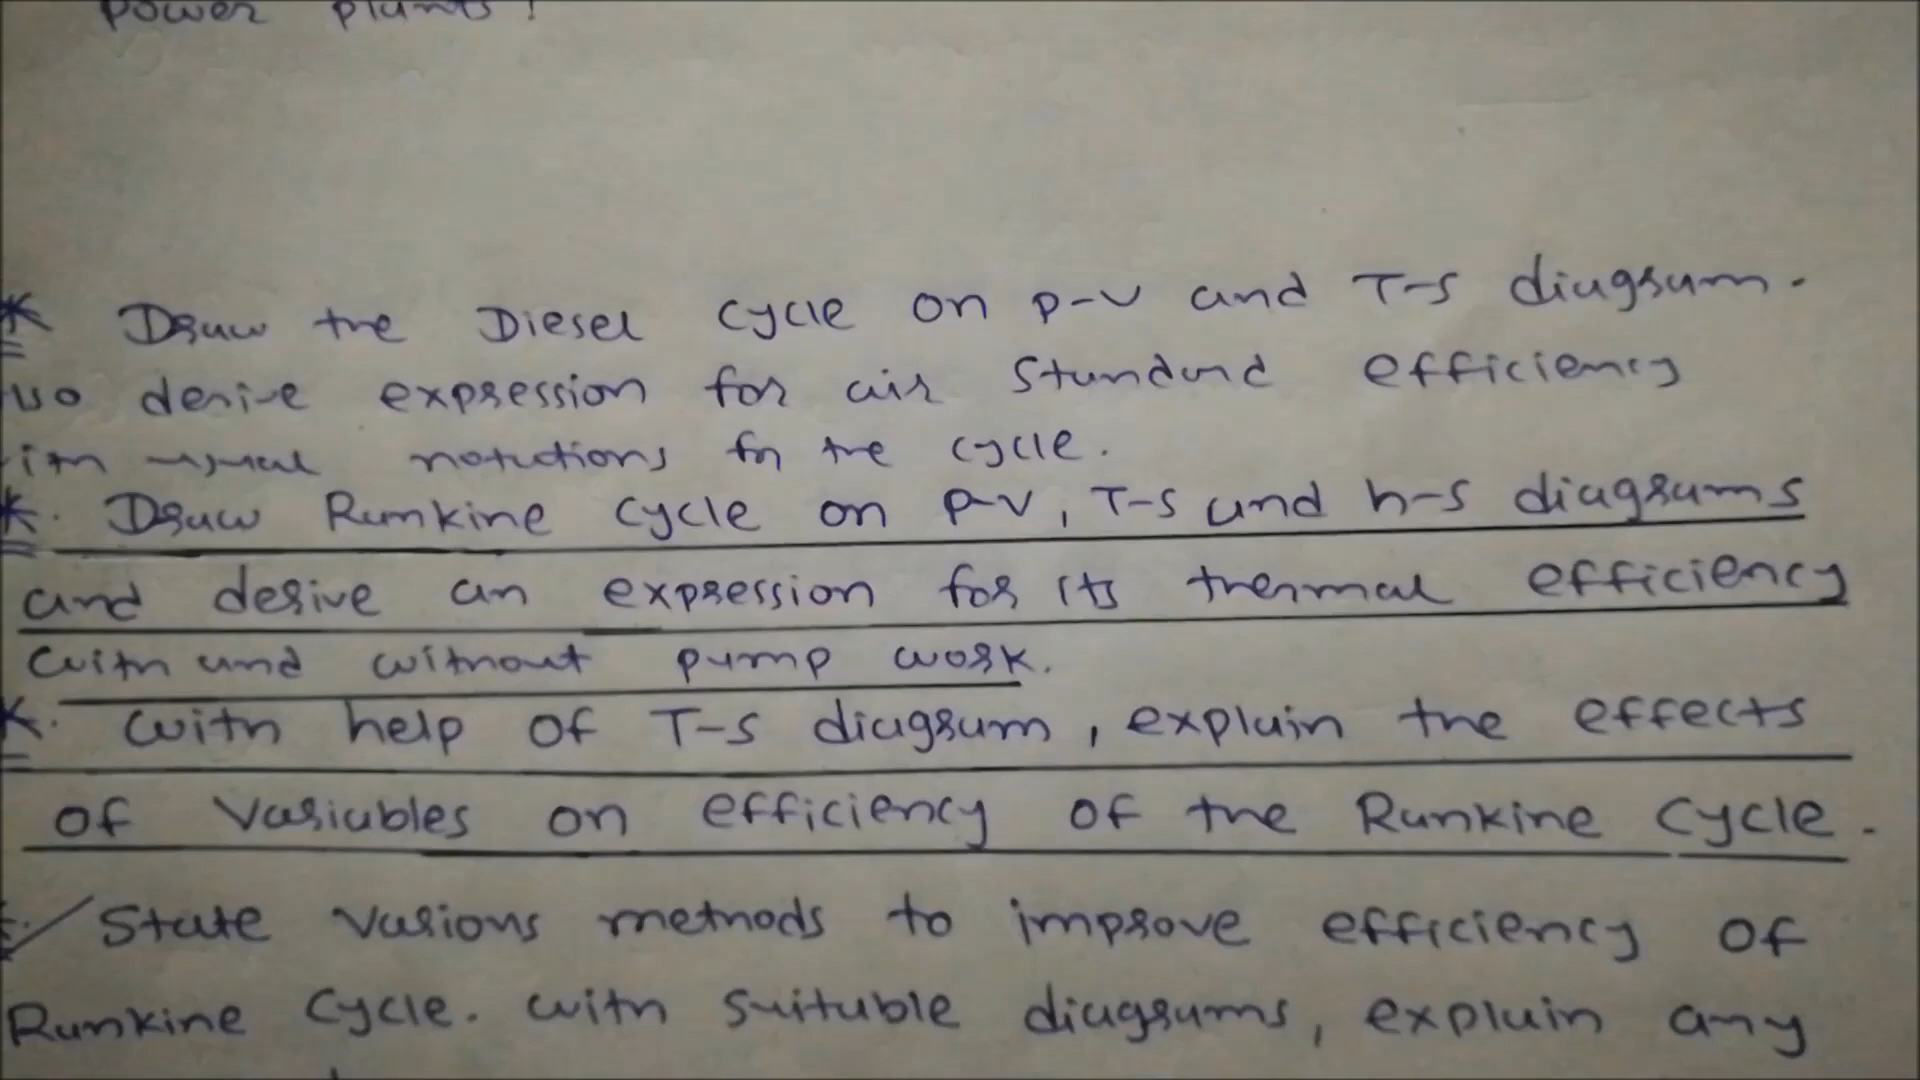 power plants!
* Draw the Diesel cycle on p-v and T-s diagram.
derive expression for air standard efficiency
usual notations for the cycle.
*. Draw Rankine cycle on p-v, T-s and h-s diagrams
and derive an expression for its thermal efficiency
with and without pump work.
*. with help of T-s diagram, explain the effects
of variables on efficiency of the Rankine cycle.
State various methods to improve efficiency of
Rankine cycle. with suitable diagrams, explain any